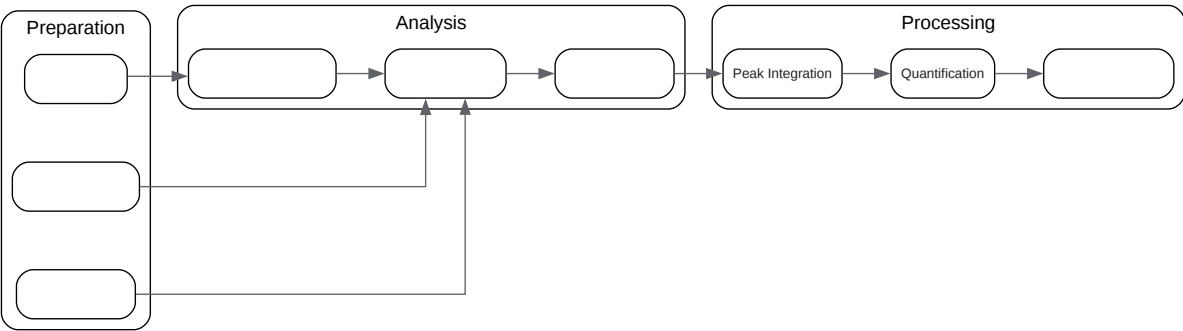 Preparation
Analysis
Processing
Peak Integration
Quantification